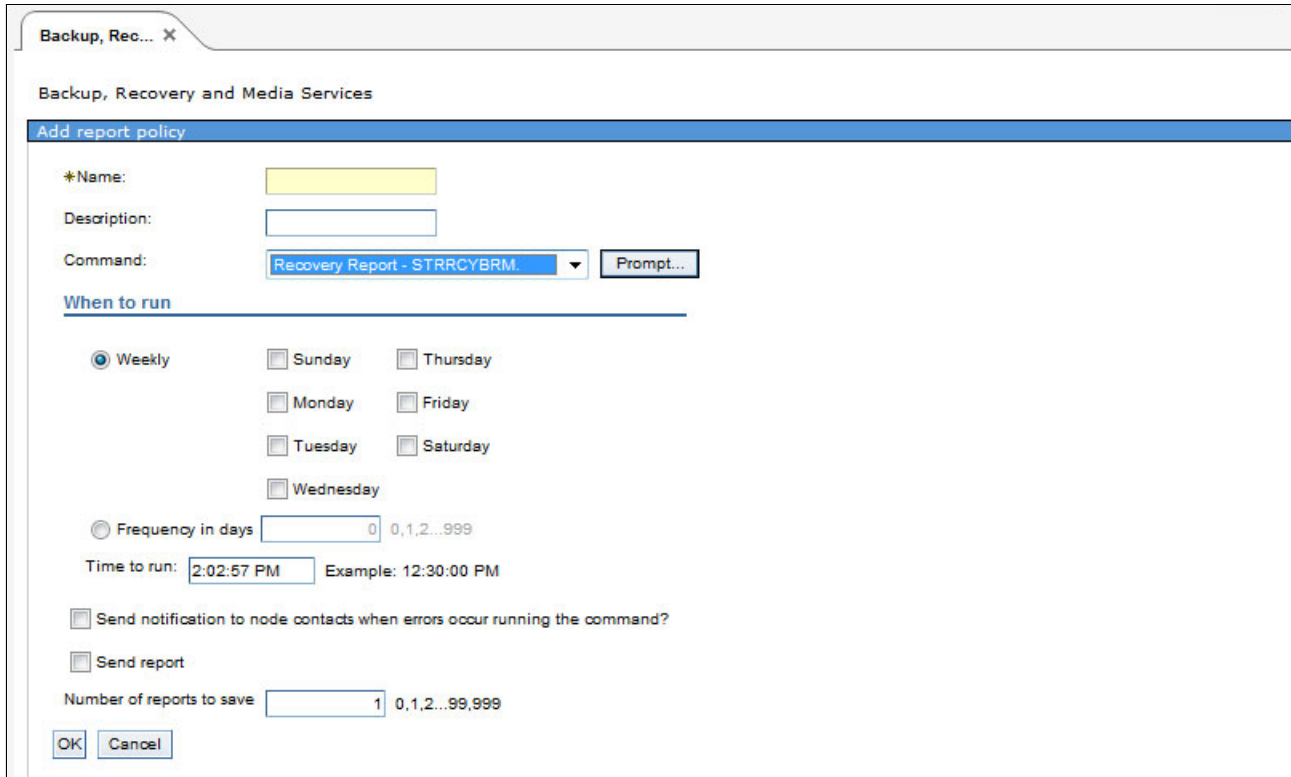 Backup, Rec... ✕
Backup, Recovery and Media Services
Add report policy
*Name:
Description:
Command: Recovery Report - STRRCYBRM. Prompt...
When to run
Weekly Sunday Thursday
Monday Friday
Tuesday Saturday
Wednesday
Frequency in days 0 0,1,2...999
Time to run: 2:02:57 PM Example: 12:30:00 PM
Send notification to node contacts when errors occur running the command?
Send report
Number of reports to save 1 0,1,2...99,999
OK Cancel